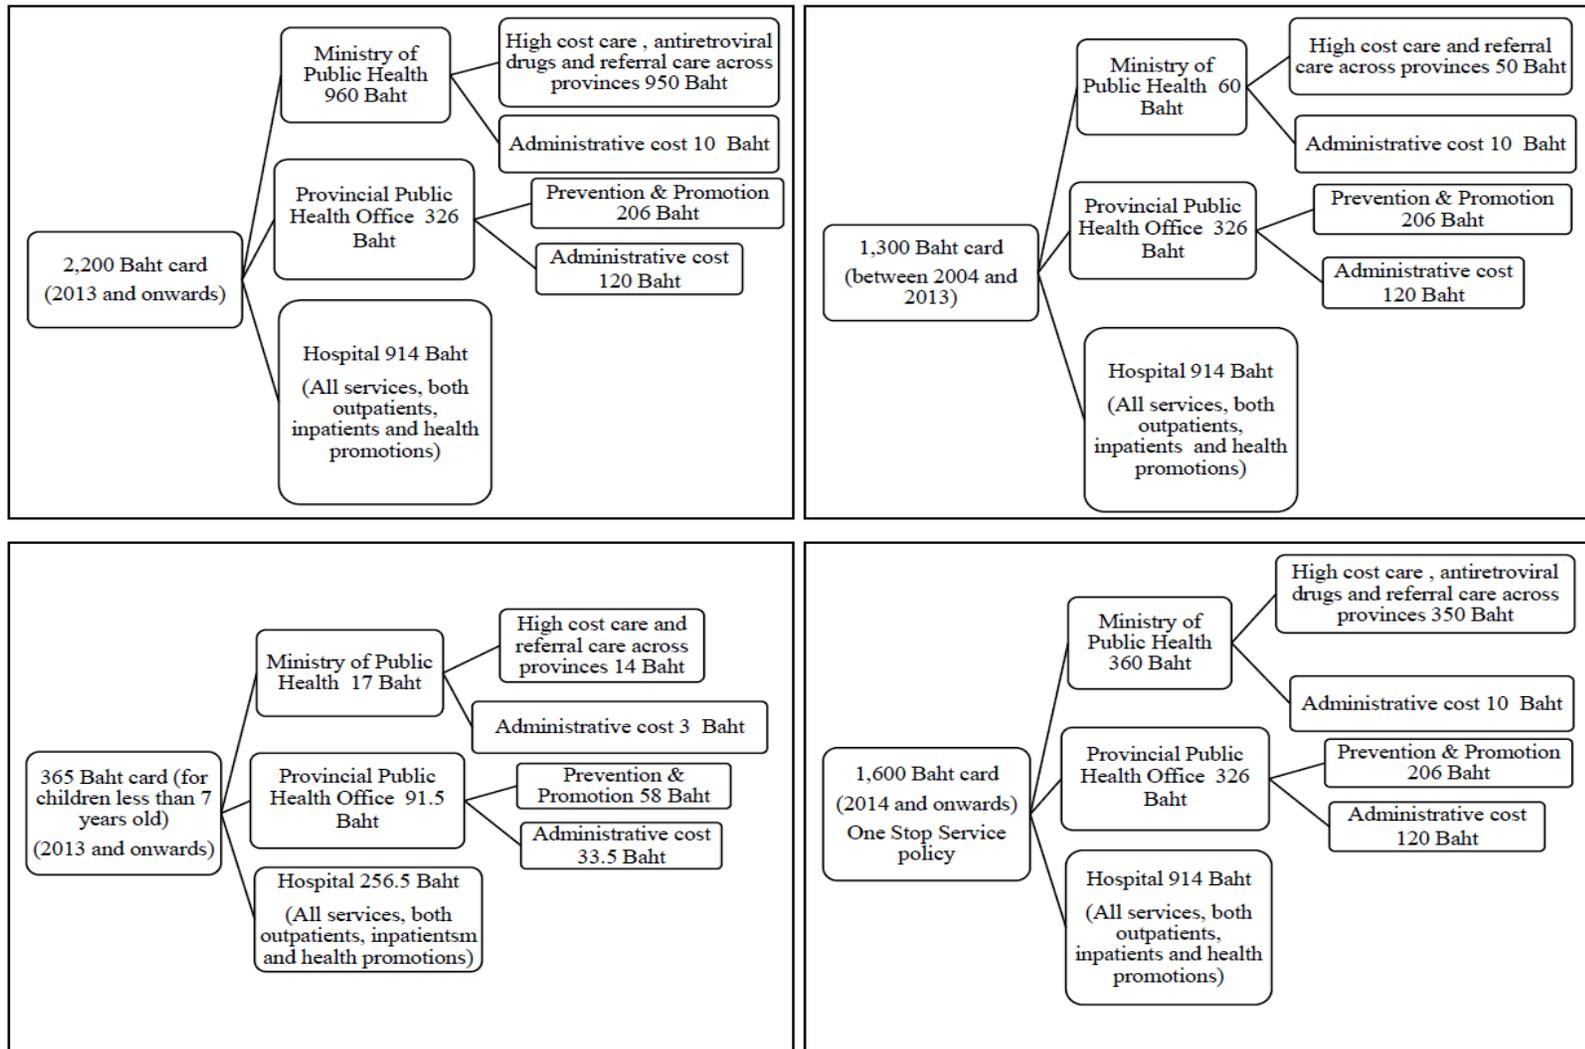 2,200 Baht card
(2013 and onwards)
Ministry of
Public Health
960 Baht
High cost care , antiretroviral
drugs and referral care across
provinces 950 Baht
Administrative cost 10  Baht
Provincial Public
Health Office  326
Baht
Prevention & Promotion
206 Baht
Administrative cost
120 Baht
Hospital 914 Baht
(All services, both
outpatients,
inpatients and health
promotions)
1,300 Baht card
(between 2004 and
2013)
Ministry of
Public Health  60
Baht
High cost care and referral
care across provinces 50 Baht
Administrative cost 10  Baht
Provincial Public
Health Office  326
Baht
Prevention & Promotion
206 Baht
Administrative cost
120 Baht
Hospital 914 Baht
(All services, both
outpatients,
inpatients  and health
promotions)
365 Baht card (for
children less than 7
years old)
(2013 and onwards)
Ministry of Public
Health  17 Baht
High cost care and
referral care across
provinces 14 Baht
Administrative cost 3  Baht
Provincial Public
Health Office  91.5
Baht
Prevention &
Promotion 58 Baht
Administrative cost
33.5 Baht
Hospital 256.5 Baht
(All services, both
outpatients, inpatientsm
and health promotions)
1,600 Baht card
(2014 and onwards)
One Stop Service
policy
Ministry of
Public Health
360 Baht
High cost care , antiretroviral
drugs and referral care across
provinces 350 Baht
Administrative cost 10  Baht
Provincial Public
Health Office  326
Baht
Prevention & Promotion
206 Baht
Administrative cost
120 Baht
Hospital 914 Baht
(All services, both
outpatients,
inpatients and health
promotions)